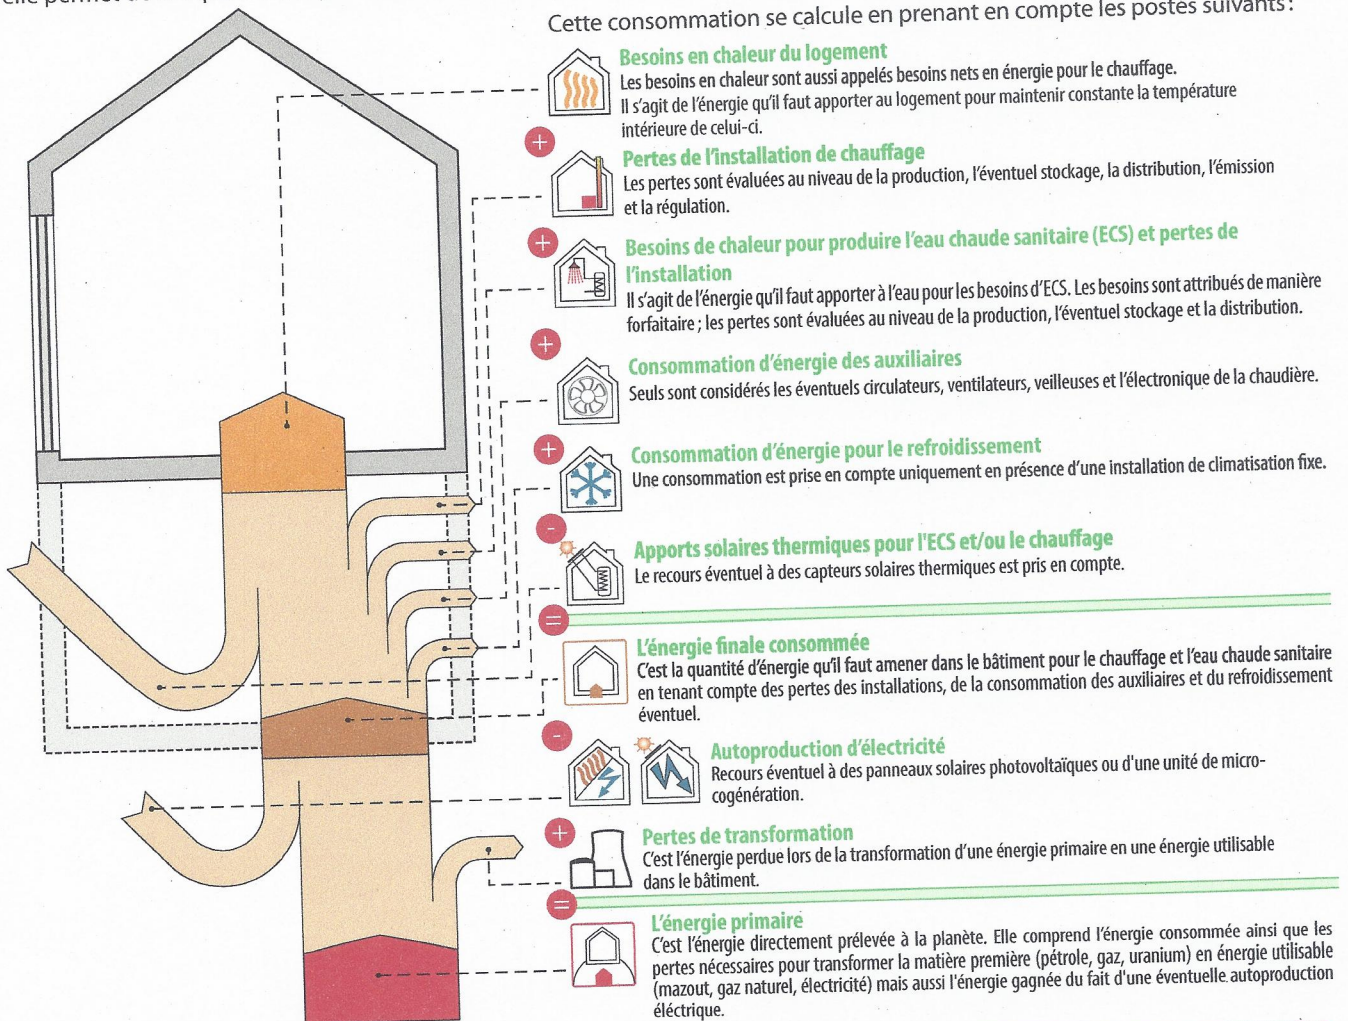 Cette consommation se calcule en prenant en compte les postes suivants :
Besoins en chaleur du logement
Les besoins en chaleur sont aussi appelés besoins nets en énergie pour le chauffage.
Il s'agit de l'énergie qu'il faut apporter au logement pour maintenir constante la température
intérieure de celui-ci.
+
Pertes de l'installation de chauffage
Les pertes sont évaluées au niveau de la production, l'éventuel stockage, la distribution, l'émission
et la régulation.
+
Besoins de chaleur pour produire l'eau chaude sanitaire (ECS) et pertes de
l'installation
Il s'agit de l'énergie qu'il faut apporter à l'eau pour les besoins d'ECS. Les besoins sont attribués de manière
forfaitaire ; les pertes sont évaluées au niveau de la production, l'éventuel stockage et la distribution.
+
Consommation d'énergie des auxiliaires
Seuls sont considérés les éventuels circulateurs, ventilateurs, veilleuses et l'électronique de la chaudière.
+
Consommation d'énergie pour le refroidissement
Une consommation est prise en compte uniquement en présence d'une installation de climatisation fixe.
-
Apports solaires thermiques pour l'ECS et/ou le chauffage
Le recours éventuel à des capteurs solaires thermiques est pris en compte.
=
L'énergie finale consommée
C'est la quantité d'énergie qu'il faut amener dans le bâtiment pour le chauffage et l'eau chaude sanitaire
en tenant compte des pertes des installations, de la consommation des auxiliaires et du refroidissement
éventuel.
-
Autoproduction d'électricité
Recours éventuel à des panneaux solaires photovoltaïques ou d'une unité de micro-
cogénération.
+
Pertes de transformation
C'est l'énergie perdue lors de la transformation d'une énergie primaire en une énergie utilisable
dans le bâtiment.
=
L'énergie primaire
C'est l'énergie directement prélevée à la planète. Elle comprend l'énergie consommée ainsi que les
pertes nécessaires pour transformer la matière première (pétrole, gaz, uranium) en énergie utilisable
(mazout, gaz naturel, électricité) mais aussi l'énergie gagnée du fait d'une éventuelle autoproduction
éléctrique.